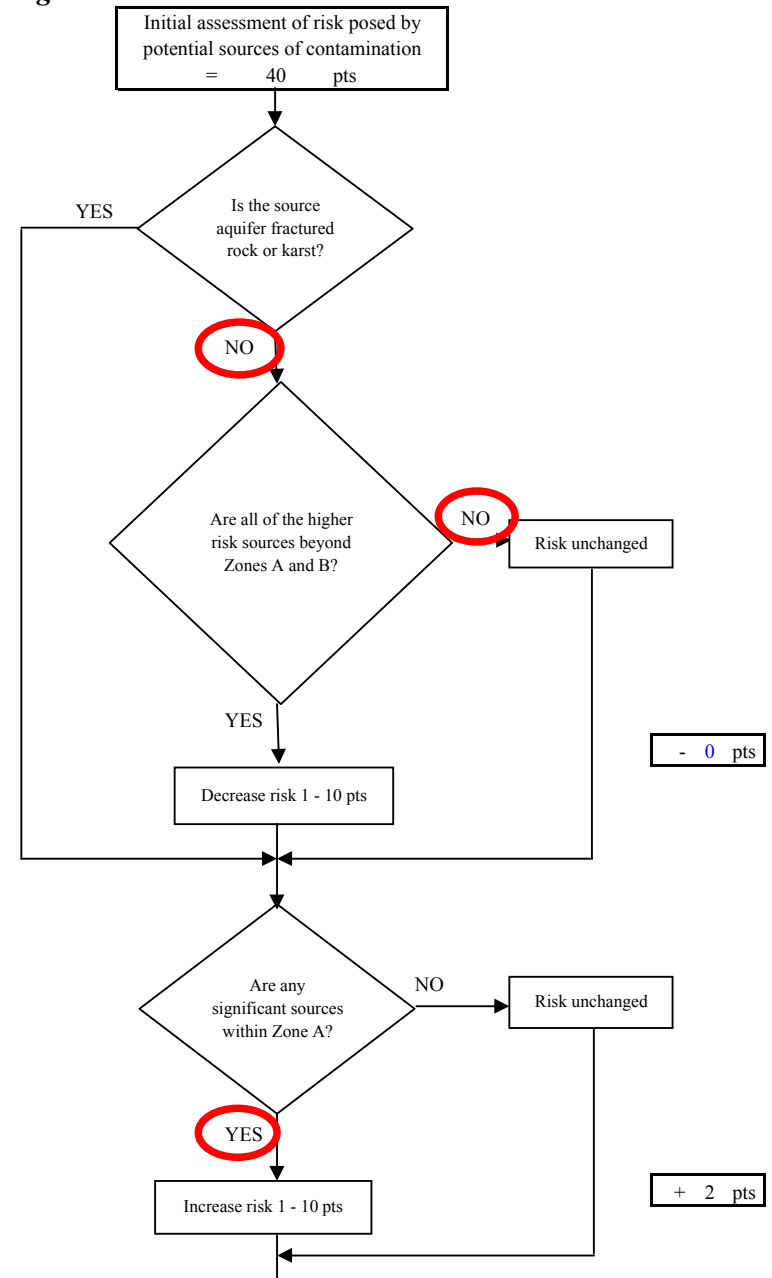 g
Initial assessment of risk posed by
potential sources of contamination
= 40 pts
Is the source
aquifer fractured
rock or karst?
YES
NO
Are all of the higher
risk sources beyond
Zones A and B?
NO
Risk unchanged
YES
Decrease risk 1 - 10 pts
- 0 pts
Are any
significant sources
within Zone A?
NO
Risk unchanged
YES
Increase risk 1 - 10 pts
+ 2 pts